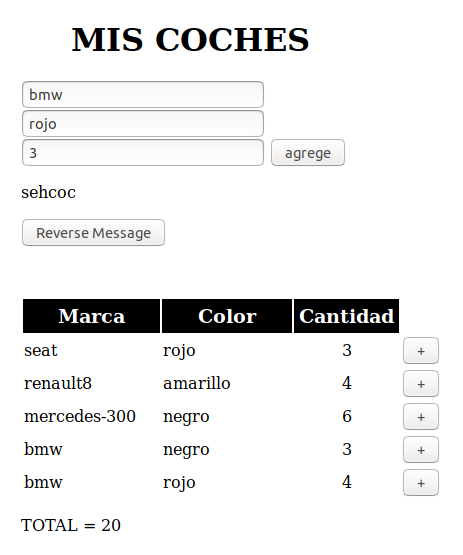 MIS COCHES
bmw
rojo
3 agrege
sehcoc
Reverse Message
Marca Color Cantidad
seat rojo 3 +
renault8 amarillo 4 +
mercedes-300 negro 6 +
bmw negro 3 +
bmw rojo 4 +
TOTAL = 20